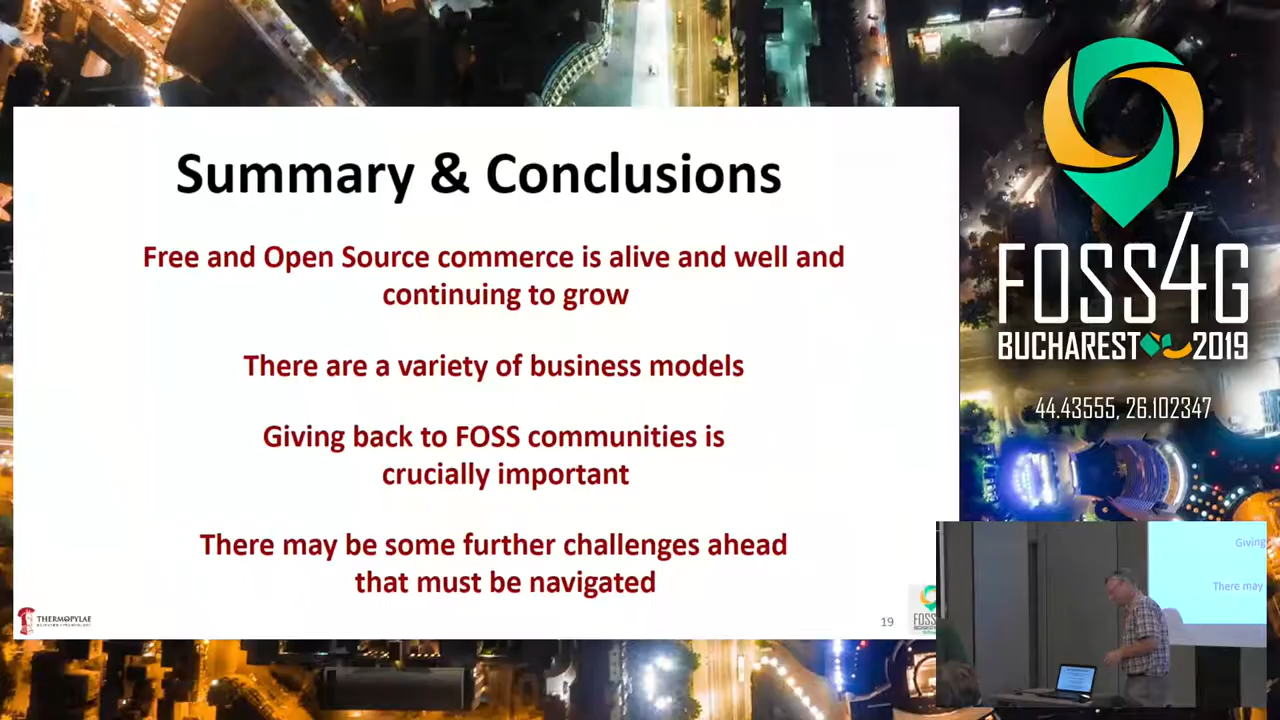 Summary & Conclusions
Free and Open Source commerce is alive and well and
continuing to grow
There are a variety of business models
Giving back to FOSS communities is
crucially important
There may be some further challenges ahead
that must be navigated
THERMOPYLAE
19
FOSS
FOSS4G
BUCHAREST 2019
44.43555, 26.102347
Giving
There may